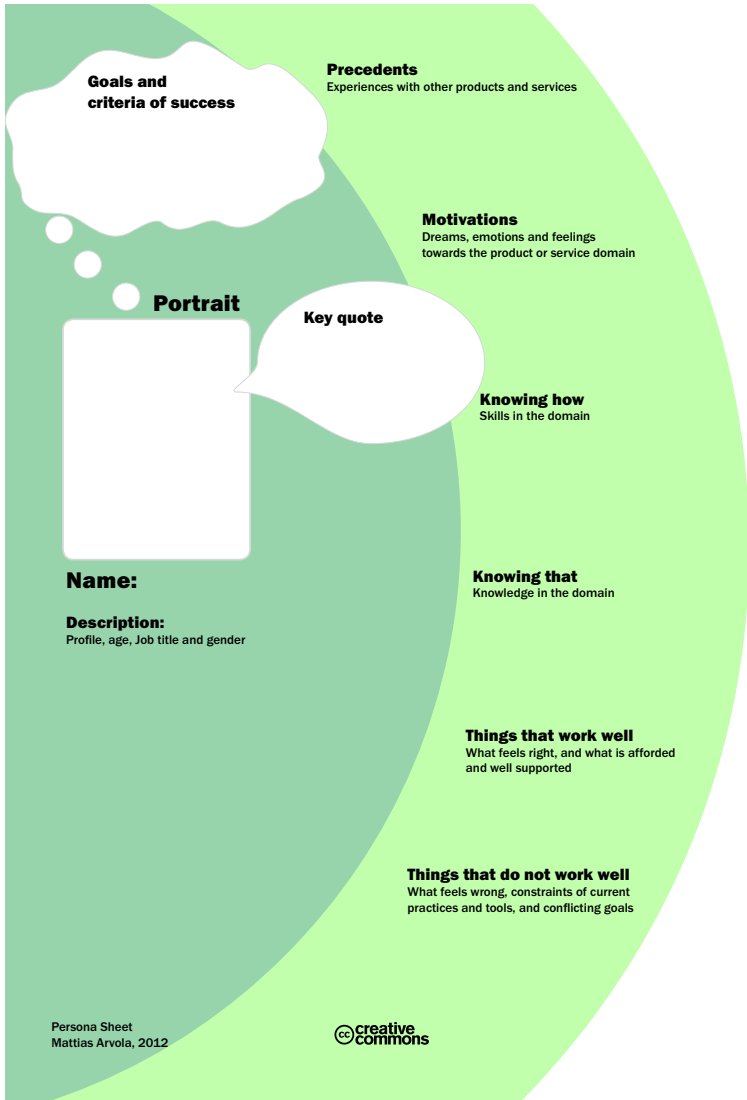 Goals and
criteria of success
Precedents
Experiences with other products and services
Motivations
Dreams, emotions and feelings
towards the product or service domain
Portrait
Key quote
Knowing how
Skills in the domain
Name:
Knowing that
Knowledge in the domain
Description:
Profile, age, Job title and gender
Things that work well
What feels right, and what is afforded
and well supported
Things that do not work well
What feels wrong, constraints of current
practices and tools, and conflicting goals
Persona Sheet
Mattias Arvola, 2012
cc creative
commons